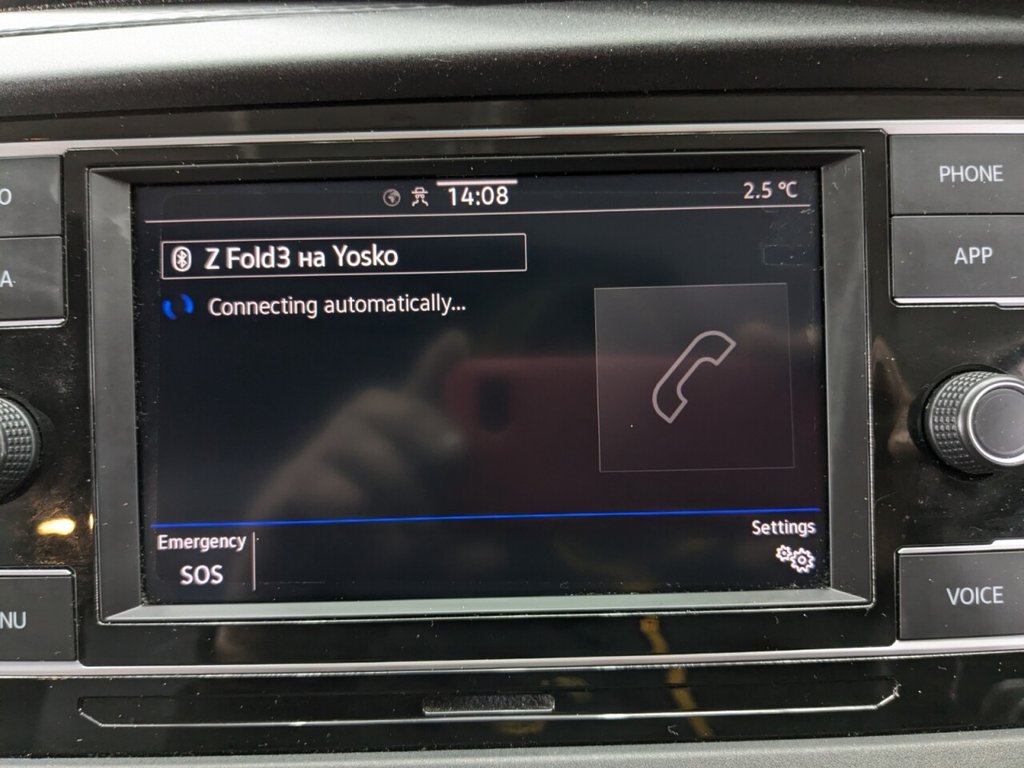 14:08
2.5 °C
PHONE
Z Fold3 на Yosko
APP
Connecting automatically...
Emergency
SOS
Settings
VOICE